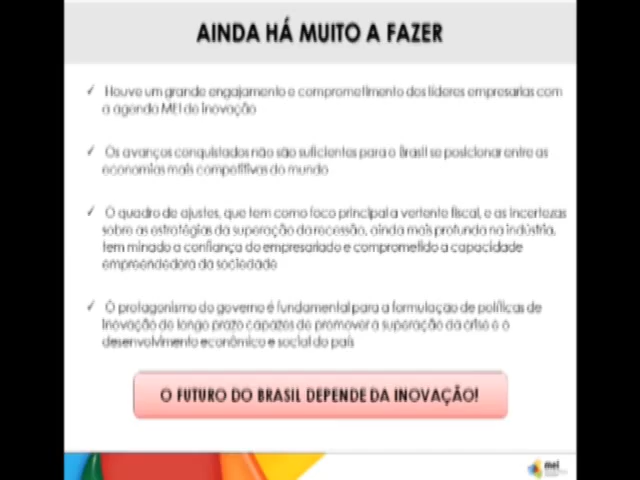 AINDA HÁ MUITO A FAZER
✓ Houve um grande engajamento e comprometimento dos líderes empresarias com
a agenda MEI de inovação
✓ Os avanços conquistados não são suficientes para o Brasil se posicionar entre as
economias mais competitivas do mundo
✓ O quadro de ajustes, que tem como foco principal a vertente fiscal, e as incertezas
sobre as estratégias da superação da recessão, ainda mais profunda na indústria,
tem minado a confiança do empresariado e comprometido a capacidade
empreendedora da sociedade
✓ O protagonismo do governo é fundamental para a formulação de políticas de
inovação de longo prazo capazes de promover a superação da crise e o
desenvolvimento econômico e social do país
O FUTURO DO BRASIL DEPENDE DA INOVAÇÃO!
mei